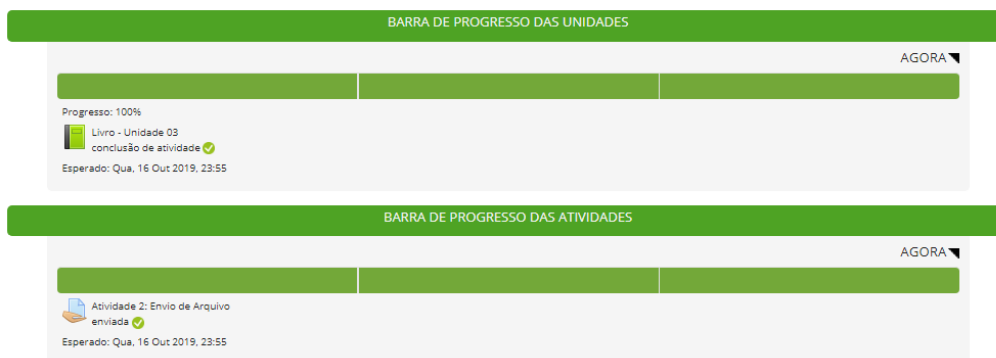 BARRA DE PROGRESSO DAS UNIDADES
AGORA
Progresso: 100%
Livro - Unidade 03
conclusão de atividade
Esperado: Qua, 16 Out 2019, 23:55
BARRA DE PROGRESSO DAS ATIVIDADES
AGORA
Atividade 2: Envio de Arquivo
enviada
Esperado: Qua, 16 Out 2019, 23:55